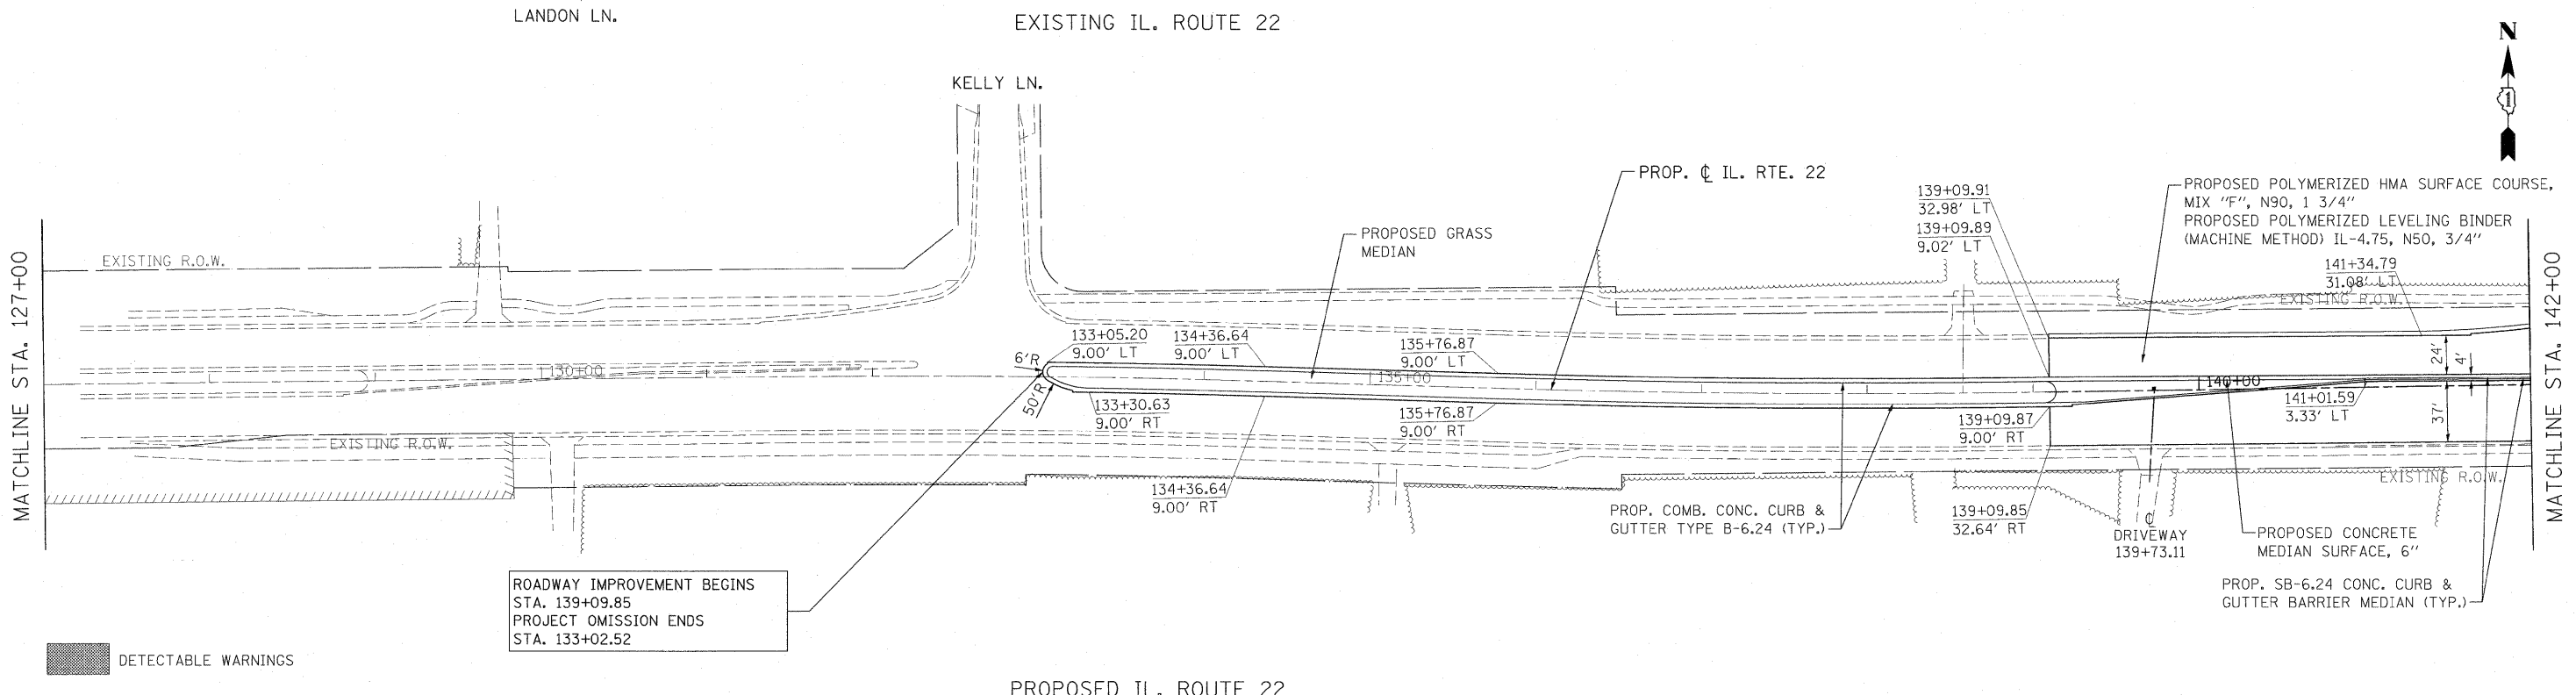 LANDON LN.
EXISTING IL. ROUTE 22
N
1
KELLY LN.
PROP. ℄ IL. RTE. 22
139+09.91
32.98' LT
139+09.89
9.02' LT
PROPOSED POLYMERIZED HMA SURFACE COURSE,
MIX "F", N90, 1 3/4"
PROPOSED POLYMERIZED LEVELING BINDER
(MACHINE METHOD) IL-4.75, N50, 3/4"
PROPOSED GRASS
MEDIAN
EXISTING R.O.W.
141+34.79
31.08' LT
EXISTING R.O.W.
MATCHLINE STA. 127+00
MATCHLINE STA. 142+00
133+05.20
9.00' LT
134+36.64
9.00' LT
135+76.87
9.00' LT
6'R
24'
4'
130+00
135+00
140+00
50'R
133+30.63
9.00' RT
135+76.87
9.00' RT
139+09.87
9.00' RT
141+01.59
3.33' LT
37'
EXISTING R.O.W.
EXISTING R.O.W.
134+36.64
9.00' RT
PROP. COMB. CONC. CURB &
GUTTER TYPE B-6.24 (TYP.)
139+09.85
32.64' RT
℄
DRIVEWAY
139+73.11
PROPOSED CONCRETE
MEDIAN SURFACE, 6"
PROP. SB-6.24 CONC. CURB &
GUTTER BARRIER MEDIAN (TYP.)
ROADWAY IMPROVEMENT BEGINS
STA. 139+09.85
PROJECT OMISSION ENDS
STA. 133+02.52
DETECTABLE WARNINGS
PROPOSED IL. ROUTE 22